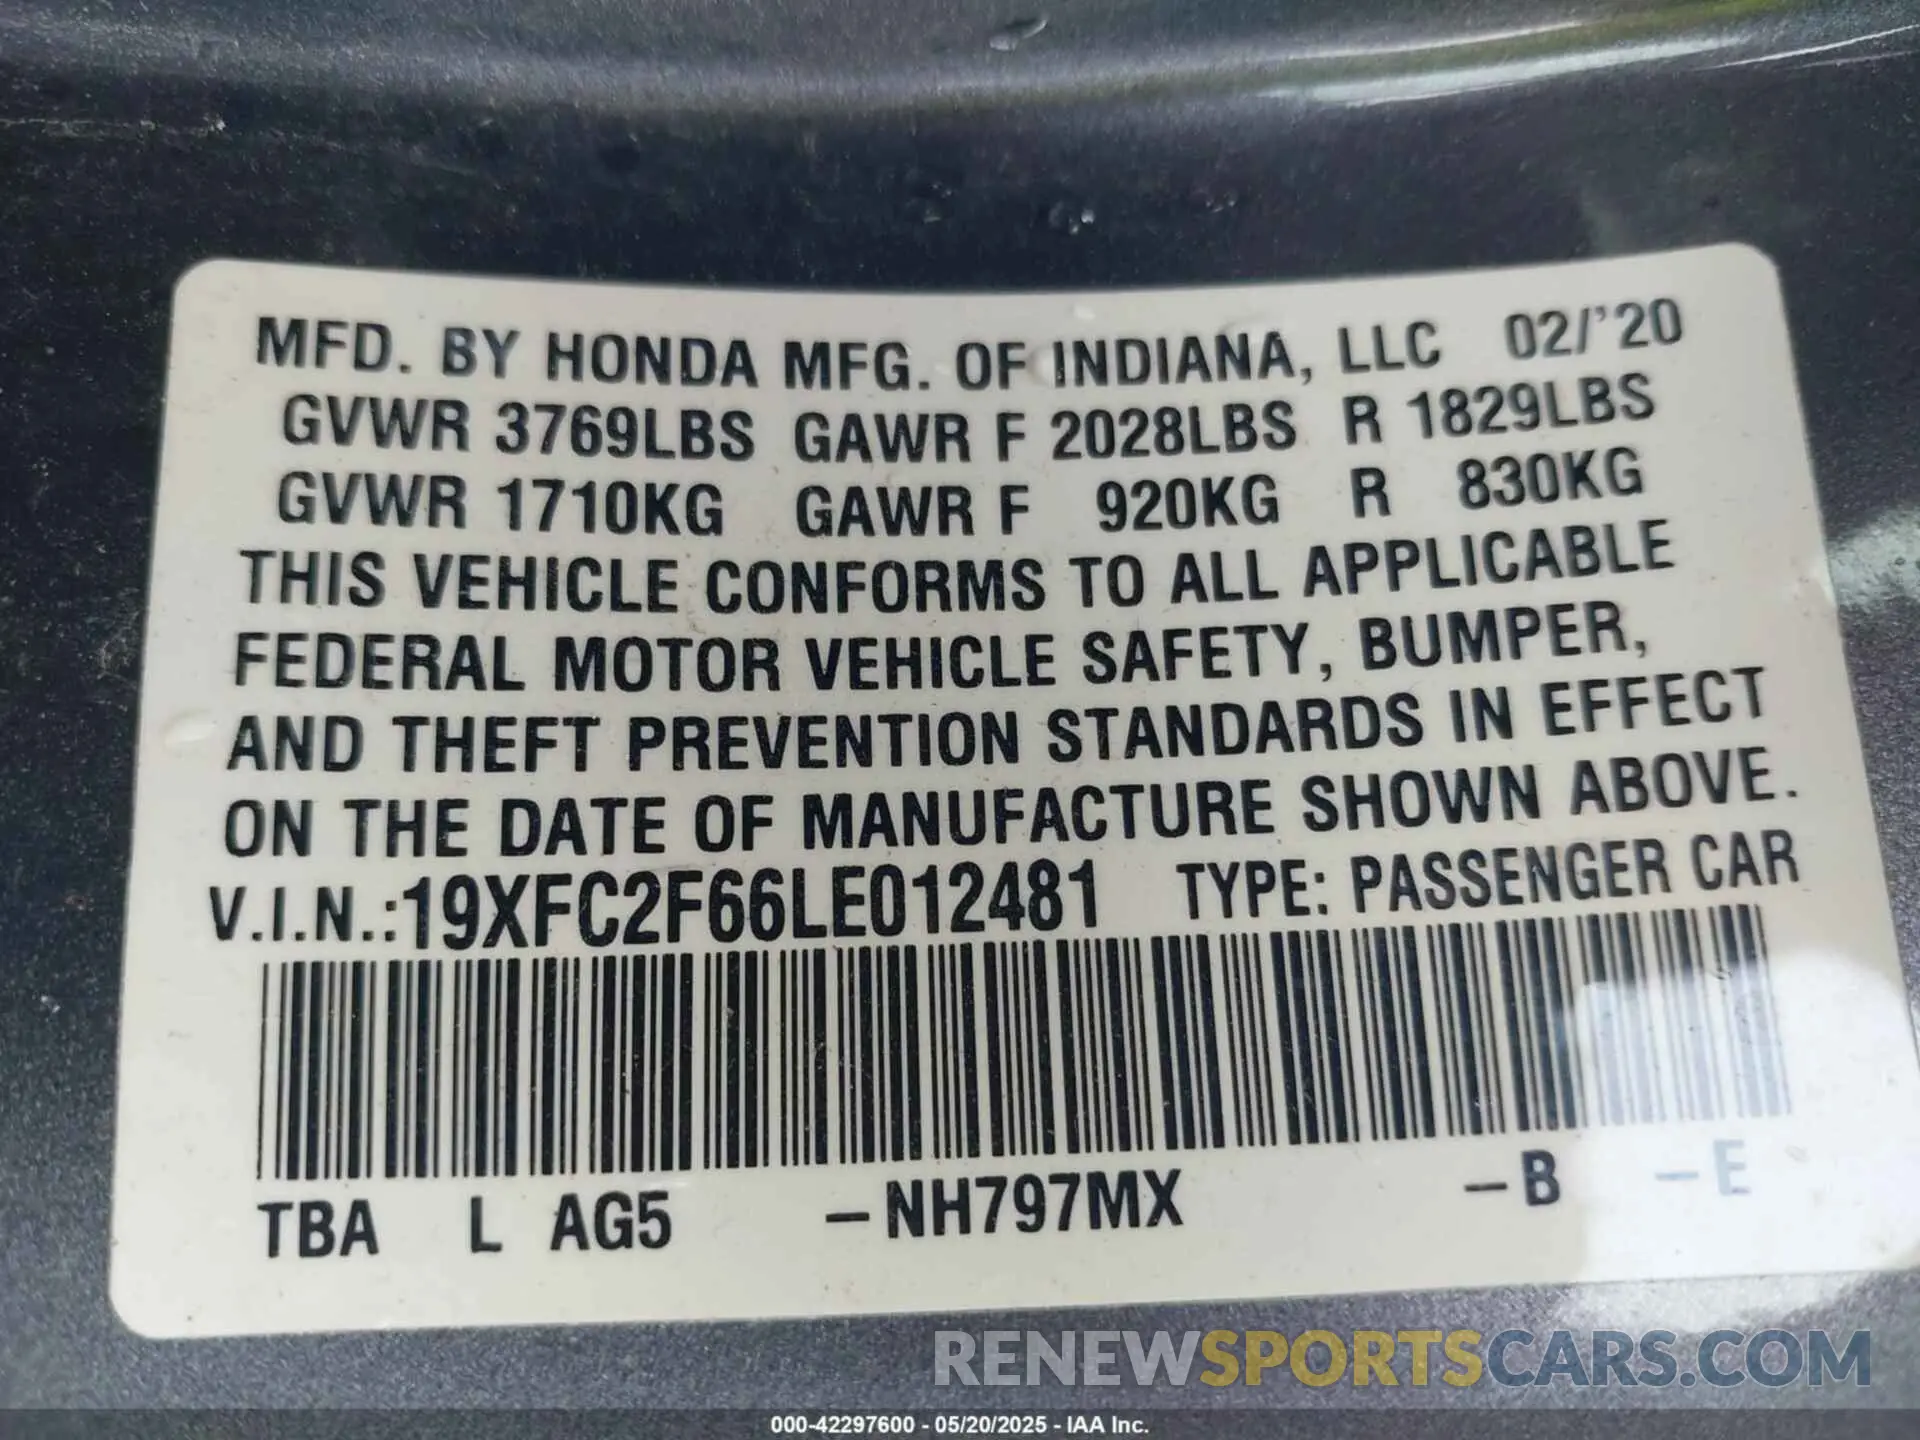 MFD. BY HONDA MFG. OF INDIANA, LLC 02/'20
GVWR 3769LBS GAWR F 2028LBS R 1829LBS
GVWR 1710KG GAWR F 920KG R 830KG
THIS VEHICLE CONFORMS TO ALL APPLICABLE
FEDERAL MOTOR VEHICLE SAFETY, BUMPER,
AND THEFT PREVENTION STANDARDS IN EFFECT
ON THE DATE OF MANUFACTURE SHOWN ABOVE.
V.I.N.:19XFC2F66LE012481 TYPE: PASSENGER CAR
TBA L AG5 –NH797MX –B –E
RENEWSPORTSCARS.COM
000-42297600 - 05/20/2025 - IAA Inc.